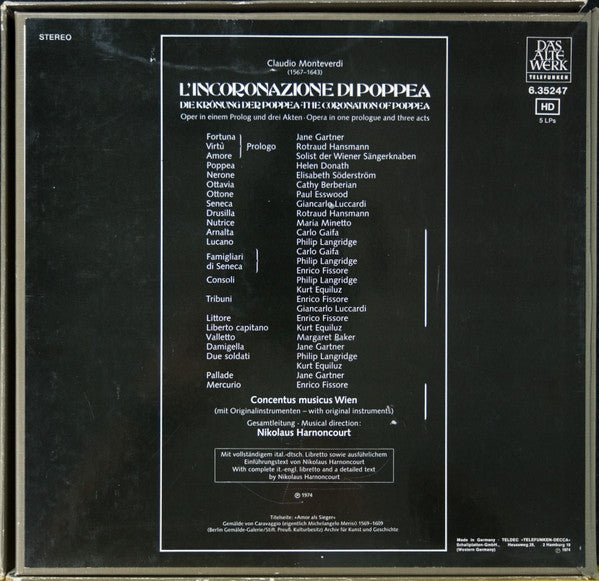 STEREO
DAS
ALTE
WERK
TELEFUNKEN
6.35247
HD
5 LPs
Claudio Monteverdi
(1567–1643)
L'INCORONAZIONE DI POPPEA
DIE KRÖNUNG DER POPPEA·THE CORONATION OF POPPEA
Oper in einem Prolog und drei Akten · Opera in one prologue and three acts
Fortuna Jane Gartner
Virtù Prologo Rotraud Hansmann
Amore Solist der Wiener Sängerknaben
Poppea Helen Donath
Nerone Elisabeth Söderström
Ottavia Cathy Berberian
Ottone Paul Esswood
Seneca Giancarlo Luccardi
Drusilla Rotraud Hansmann
Nutrice Maria Minetto
Arnalta Carlo Gaifa
Lucano Philip Langridge
Famigliari di Seneca Carlo Gaifa
Philip Langridge
Enrico Fissore
Consoli Philip Langridge
Kurt Equiluz
Tribuni Enrico Fissore
Giancarlo Luccardi
Littore Enrico Fissore
Liberto capitano Kurt Equiluz
Valletto Margaret Baker
Damigella Jane Gartner
Due soldati Philip Langridge
Kurt Equiluz
Pallade Jane Gartner
Mercurio Enrico Fissore
Concentus musicus Wien
(mit Originalinstrumenten – with original instruments)
Gesamtleitung · Musical direction:
Nikolaus Harnoncourt
Mit vollständigem ital.-dtsch. Libretto sowie ausführlichem
Einführungstext von Nikolaus Harnoncourt
With complete it.-engl. libretto and a detailed text
by Nikolaus Harnoncourt
℗ 1974
Titelseite: «Amor als Sieger»
Gemälde von Caravaggio (eigentlich Michelangelo Merisi) 1569–1609
(Berlin Gemälde-Galerie/Stift. Preuß. Kulturbesitz) Archiv für Kunst und Geschichte
Made in Germany · TELDEC »TELEFUNKEN-DECCA«
Schallplatten-GmbH., Heussweg 25, 2 Hamburg 19
(Western Germany) Ⓟ 1974